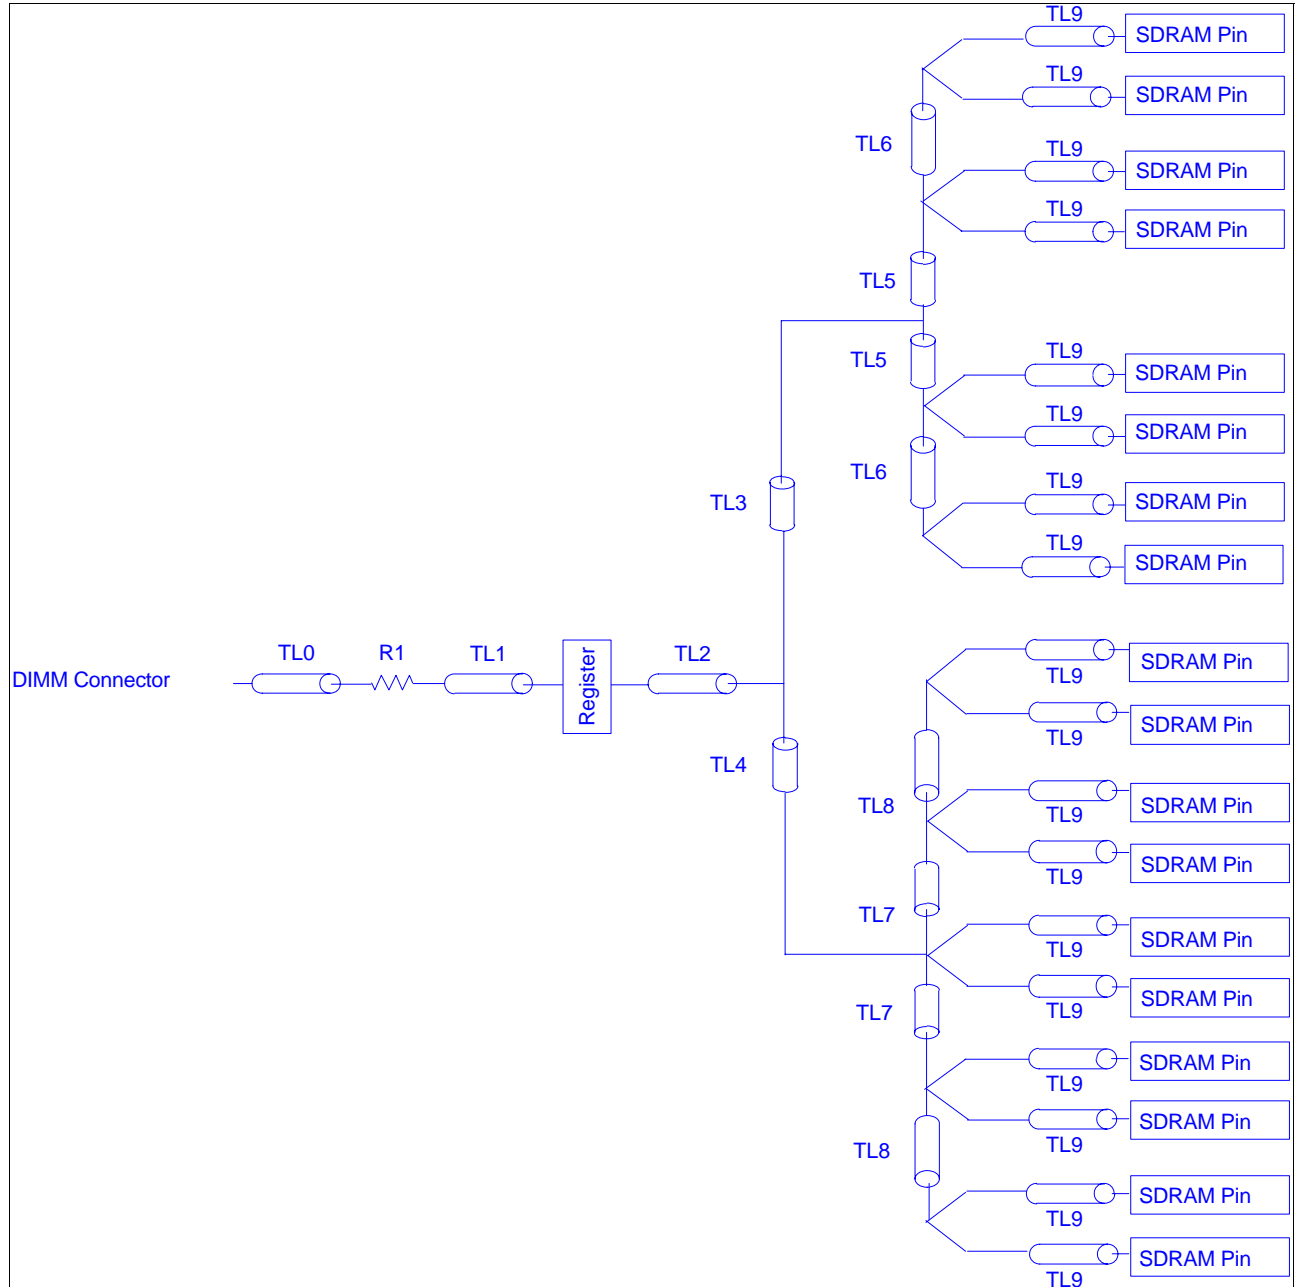 TL9
SDRAM Pin
TL9
SDRAM Pin
TL6
TL9
SDRAM Pin
TL9
SDRAM Pin
TL5
TL5
TL9
SDRAM Pin
TL9
SDRAM Pin
TL6
TL9
SDRAM Pin
TL3
TL9
SDRAM Pin
DIMM Connector
TL0
R1
TL1
Register
TL2
SDRAM Pin
TL9
SDRAM Pin
TL9
TL4
TL8
SDRAM Pin
TL9
SDRAM Pin
TL9
TL7
SDRAM Pin
TL9
SDRAM Pin
TL9
TL7
SDRAM Pin
TL9
SDRAM Pin
TL9
TL8
SDRAM Pin
TL9
SDRAM Pin
TL9